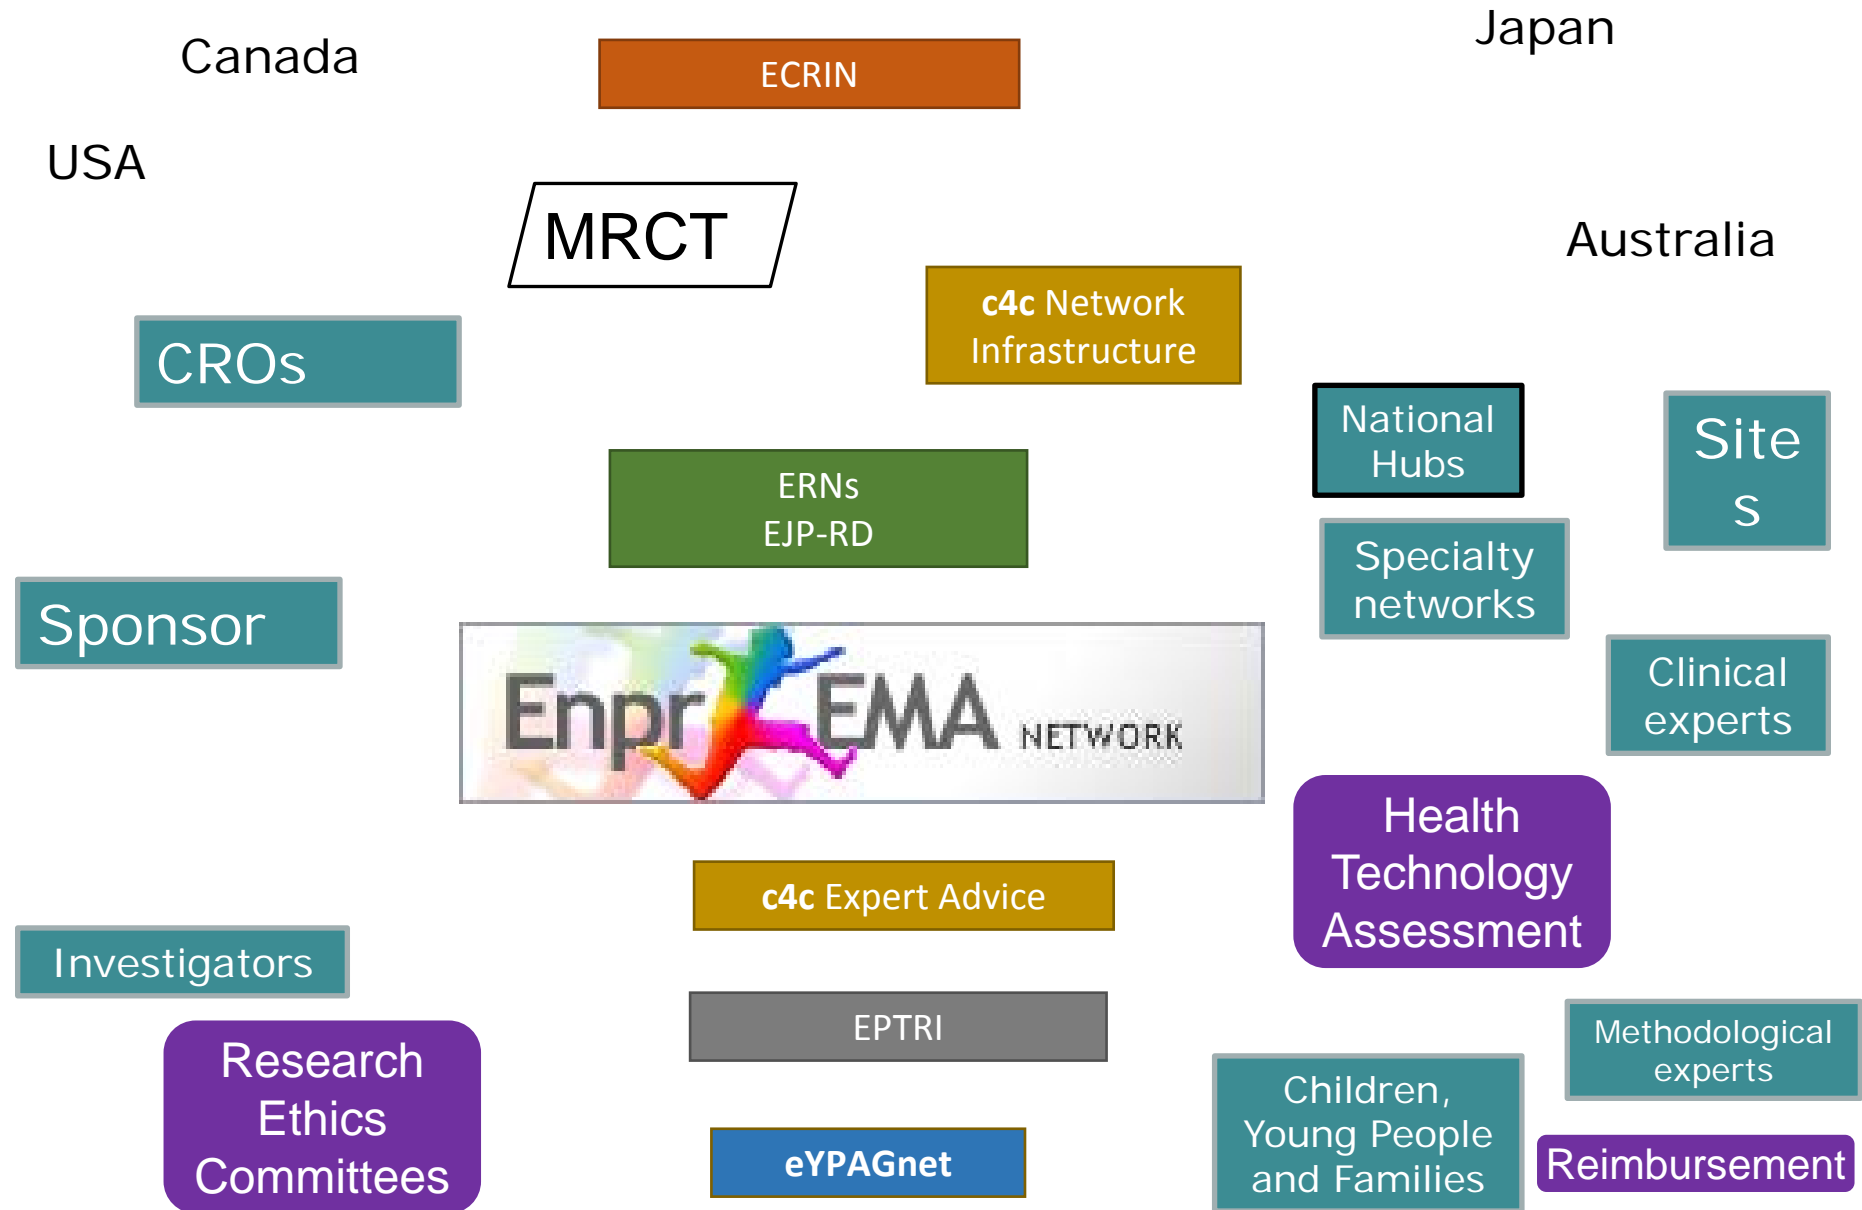 Canada
ECRIN
Japan
USA
MRCT
Australia
c4c Network
Infrastructure
CROs
National
Hubs
Site
s
ERNs
EJP-RD
Specialty
networks
Sponsor
Enpr EMA NETWORK
Clinical
experts
Health
Technology
Assessment
c4c Expert Advice
Investigators
EPTRI
Research
Ethics
Committees
Methodological
experts
Children,
Young People
and Families
eYPAGnet
Reimbursement